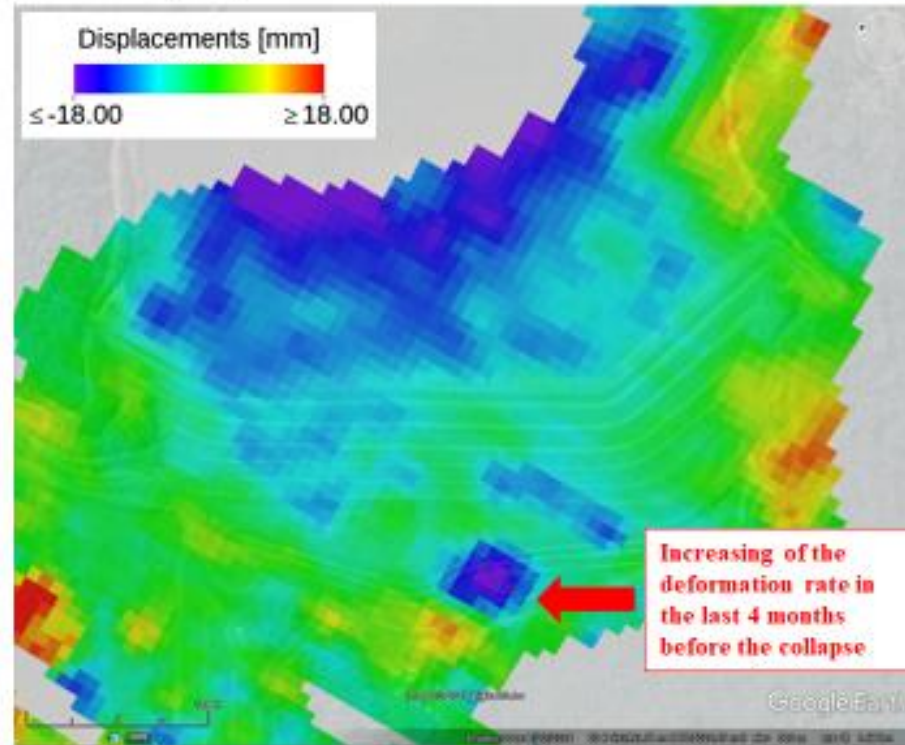 Displacements [mm]
≤ -18.00
≥ 18.00
Increasing of the
deformation rate in
the last 4 months
before the collapse
Google Earth